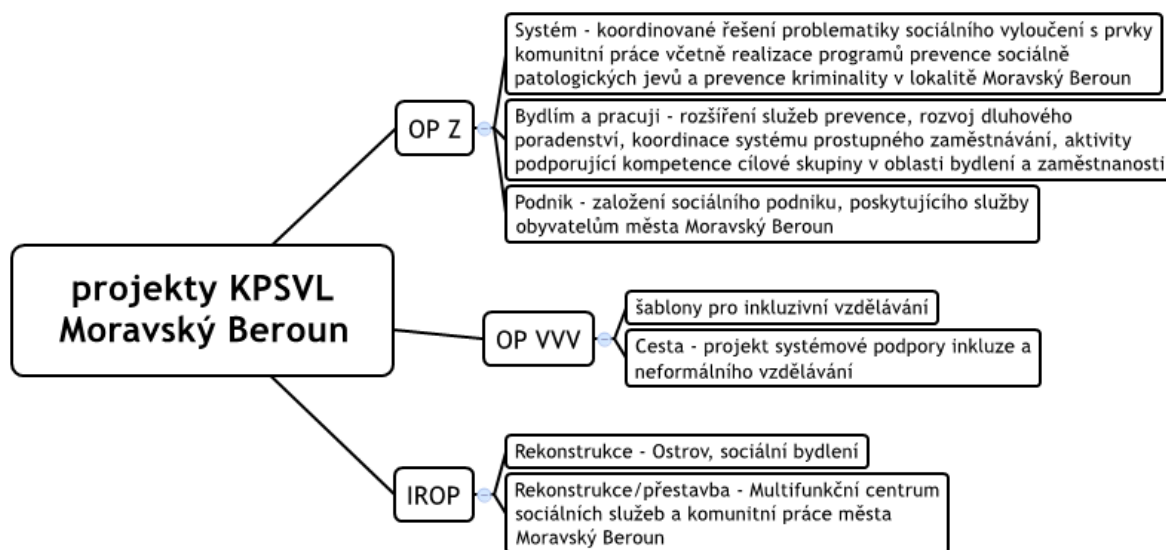 Systém - koordinované řešení problematiky sociálního vyloučení s prvky
komunitní práce včetně realizace programů prevence sociálně
patologických jevů a prevence kriminality v lokalitě Moravský Beroun
OP Z
Bydlím a pracuji - rozšíření služeb prevence, rozvoj dluhového
poradenství, koordinace systému prostupného zaměstnávání, aktivity
podporující kompetence cílové skupiny v oblasti bydlení a zaměstnanosti
Podnik - založení sociálního podniku, poskytujícího služby
obyvatelům města Moravský Beroun
projekty KPSVL
Moravský Beroun
OP VVV
šablony pro inkluzivní vzdělávání
Cesta - projekt systémové podpory inkluze a
neformálního vzdělávání
IROP
Rekonstrukce - Ostrov, sociální bydlení
Rekonstrukce/přestavba - Multifunkční centrum
sociálních služeb a komunitní práce města
Moravský Beroun